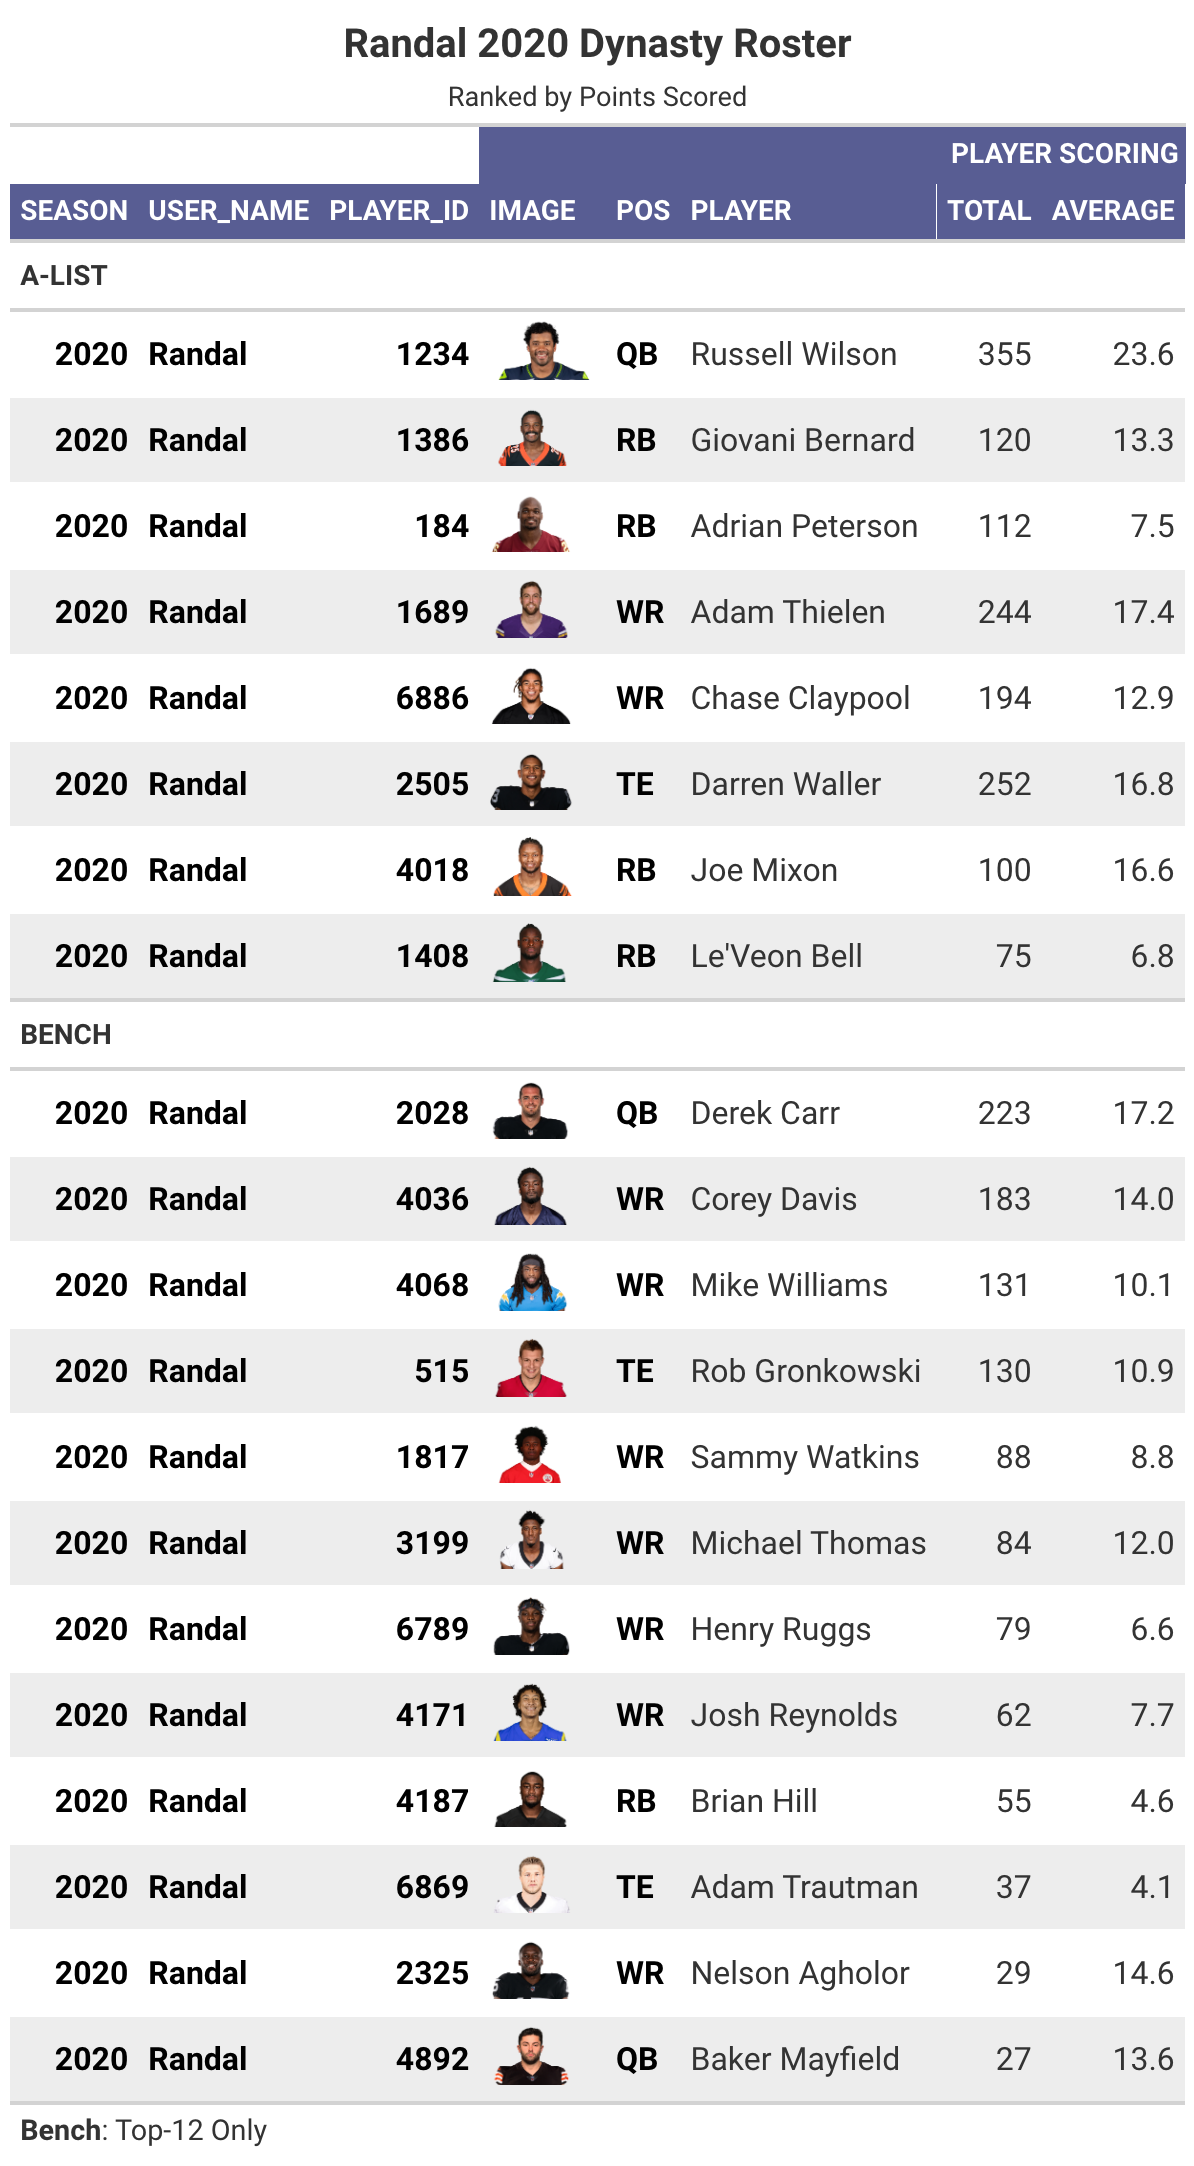 Randal 2020 Dynasty Roster
Ranked by Points Scored
PLAYER SCORING
SEASON USER_NAME PLAYER_ID IMAGE POS PLAYER TOTAL AVERAGE
A-LIST
2020 Randal 1234 QB Russell Wilson 355 23.6
2020 Randal 1386 RB Giovani Bernard 120 13.3
2020 Randal 184 RB Adrian Peterson 112 7.5
2020 Randal 1689 WR Adam Thielen 244 17.4
2020 Randal 6886 WR Chase Claypool 194 12.9
2020 Randal 2505 TE Darren Waller 252 16.8
2020 Randal 4018 RB Joe Mixon 100 16.6
2020 Randal 1408 RB Le'Veon Bell 75 6.8
BENCH
2020 Randal 2028 QB Derek Carr 223 17.2
2020 Randal 4036 WR Corey Davis 183 14.0
2020 Randal 4068 WR Mike Williams 131 10.1
2020 Randal 515 TE Rob Gronkowski 130 10.9
2020 Randal 1817 WR Sammy Watkins 88 8.8
2020 Randal 3199 WR Michael Thomas 84 12.0
2020 Randal 6789 WR Henry Ruggs 79 6.6
2020 Randal 4171 WR Josh Reynolds 62 7.7
2020 Randal 4187 RB Brian Hill 55 4.6
2020 Randal 6869 TE Adam Trautman 37 4.1
2020 Randal 2325 WR Nelson Agholor 29 14.6
2020 Randal 4892 QB Baker Mayfield 27 13.6
Bench: Top-12 Only